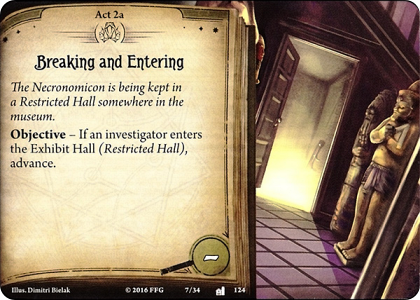 Act 2a
Breaking and Entering
The Necronomicon is being kept in
a Restricted Hall somewhere in the
museum.
Objective – If an investigator enters
the Exhibit Hall (Restricted Hall),
advance.
–
Illus. Dimitri Bielak
© 2016 FFG
7/34
124